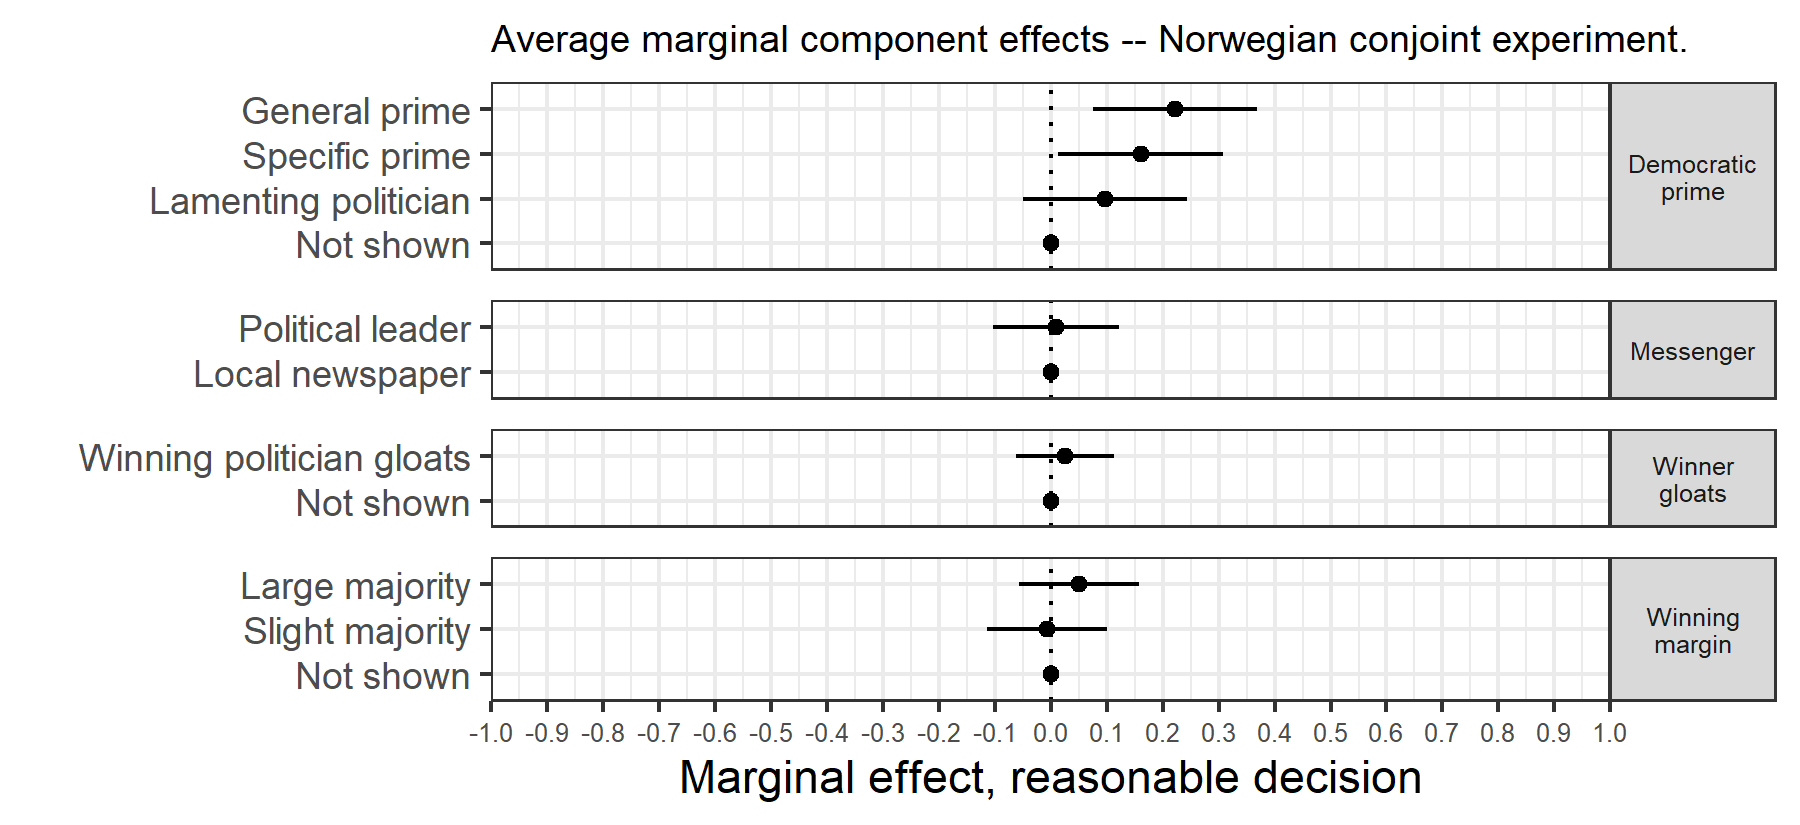 Average marginal component effects -- Norwegian conjoint experiment.
General prime
Specific prime
Lamenting politician
Not shown
Democratic
prime
Political leader
Local newspaper
Messenger
Winning politician gloats
Not shown
Winner
gloats
Large majority
Slight majority
Not shown
Winning
margin
-1.0 -0.9 -0.8 -0.7 -0.6 -0.5 -0.4 -0.3 -0.2 -0.1 0.0 0.1 0.2 0.3 0.4 0.5 0.6 0.7 0.8 0.9 1.0
Marginal effect, reasonable decision